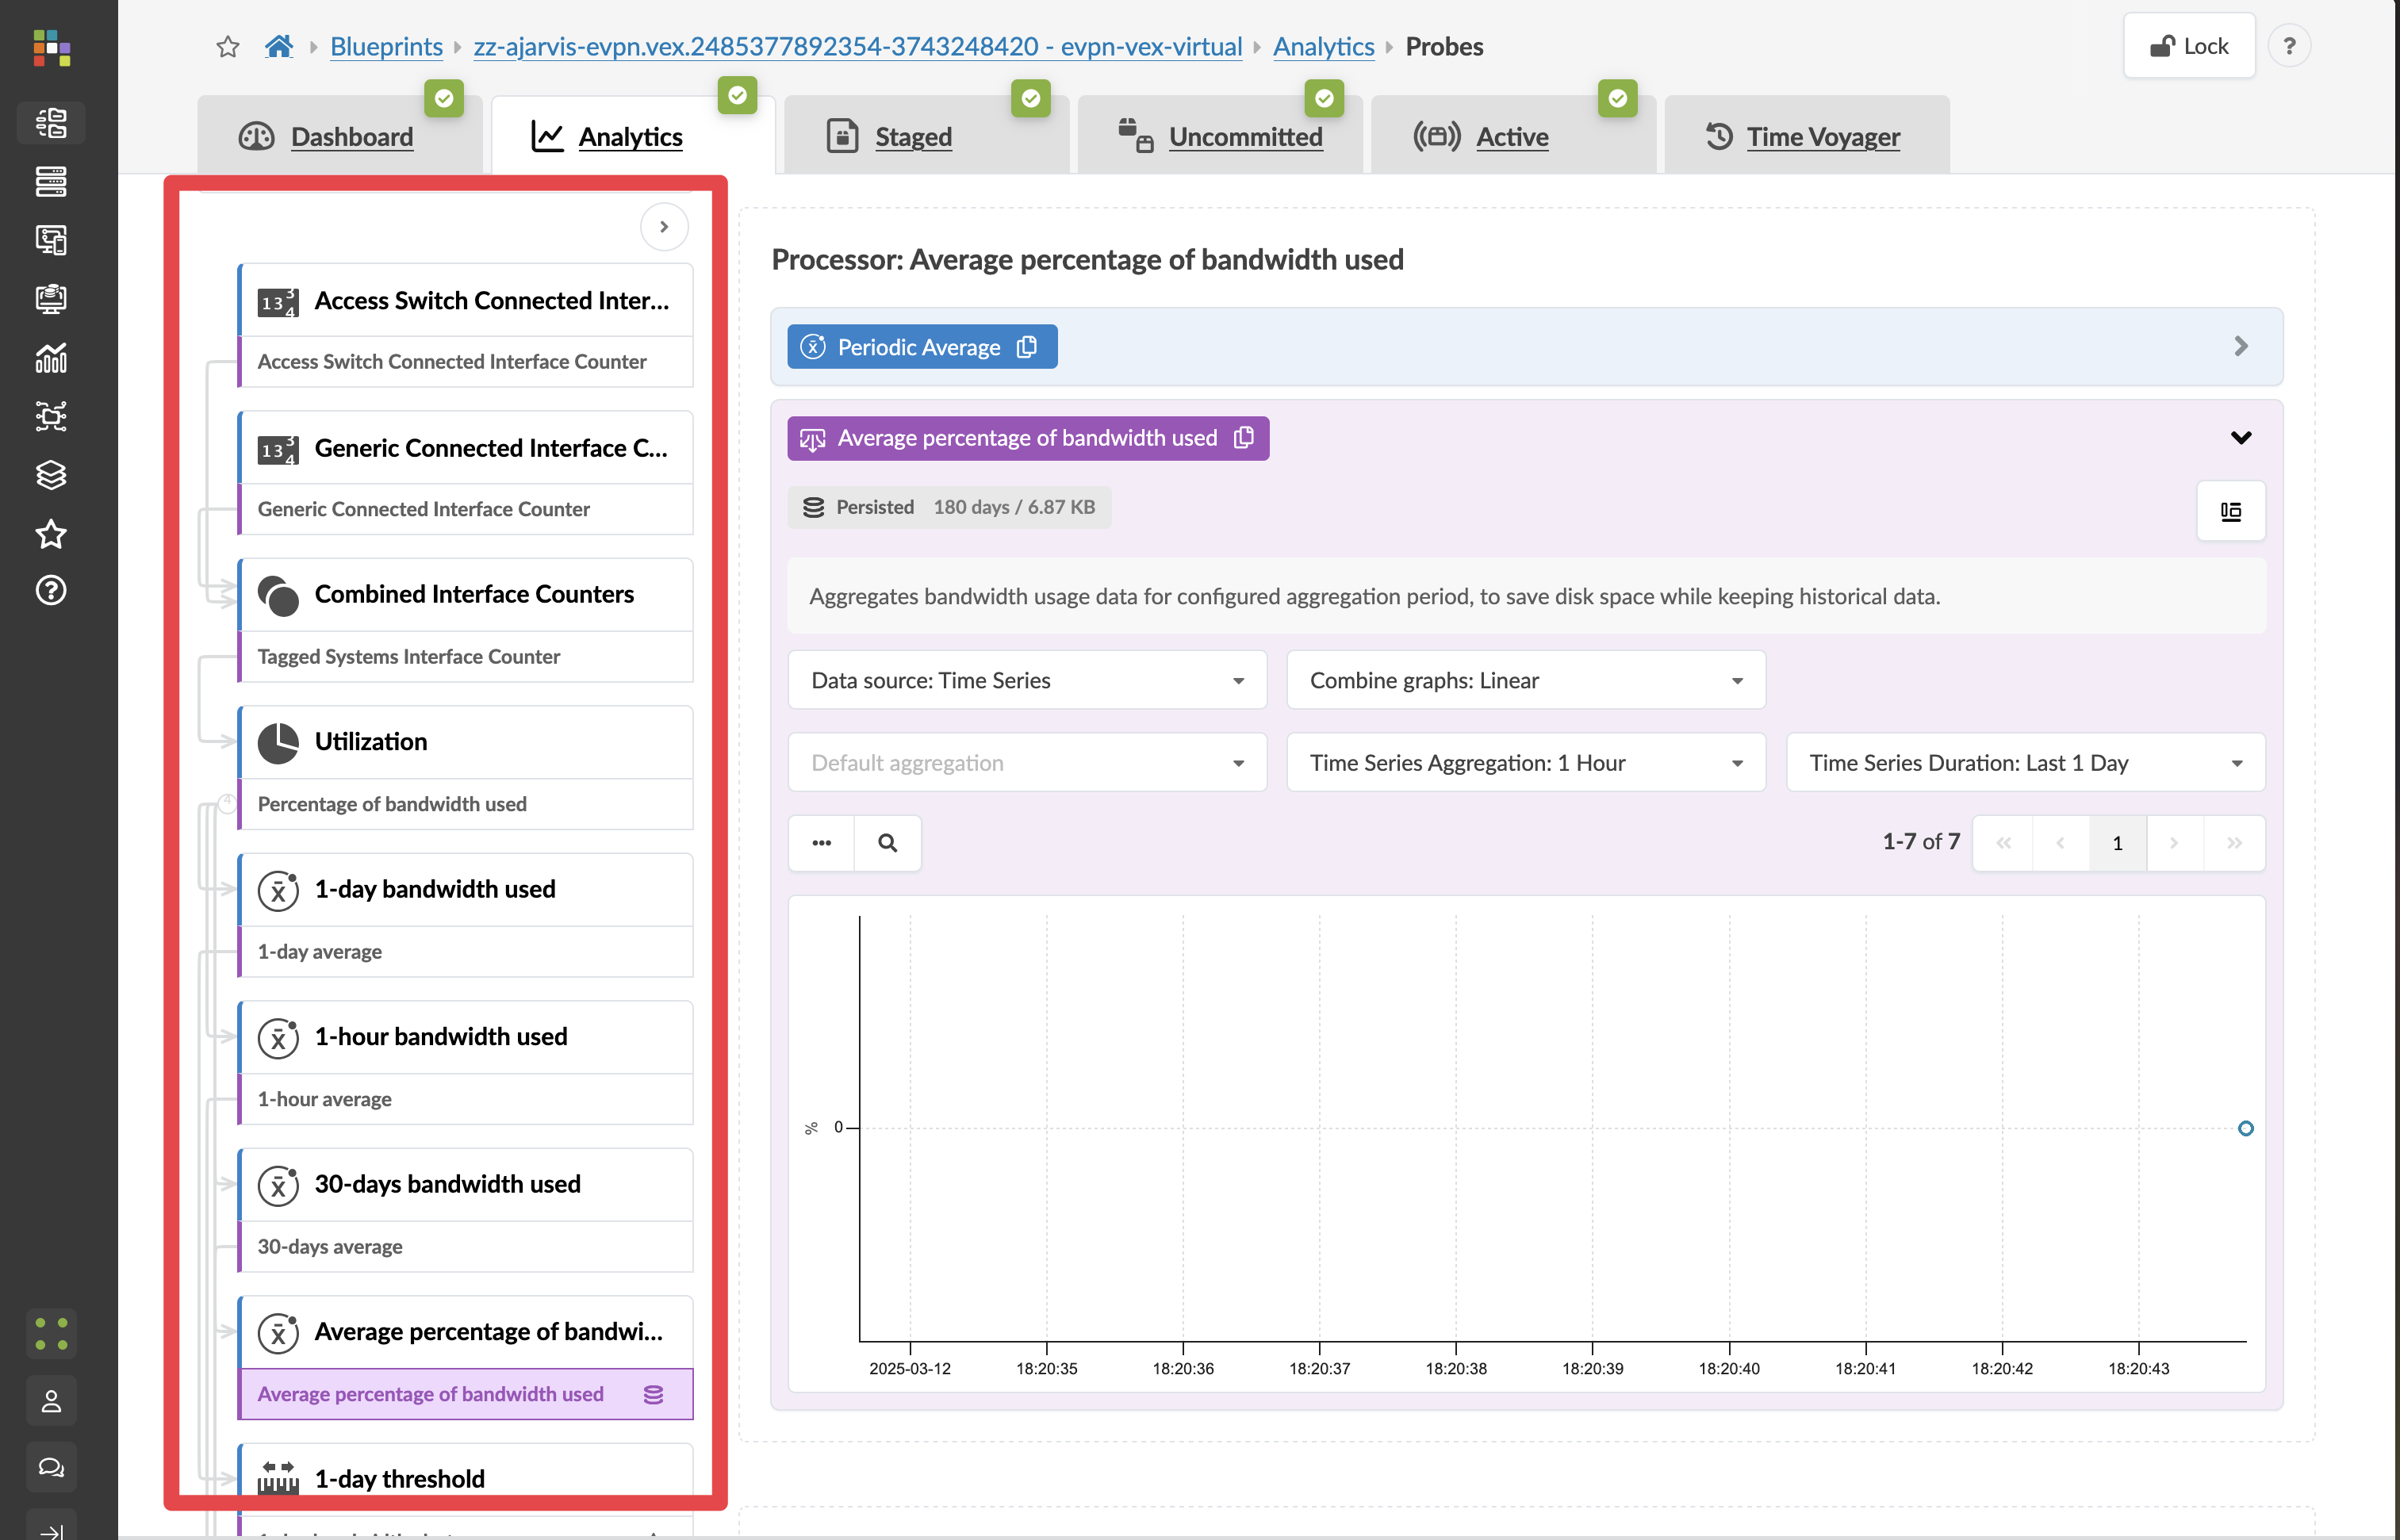 Blueprints
zz-ajarvis-evpn.vex.2485377892354-3743248420 - evpn-vex-virtual
Analytics
Probes
Lock
?
Dashboard
Analytics
Staged
Uncommitted
Active
Time Voyager
Access Switch Connected Inter...
Access Switch Connected Interface Counter
Generic Connected Interface C...
Generic Connected Interface Counter
Combined Interface Counters
Tagged Systems Interface Counter
Utilization
4
Percentage of bandwidth used
1-day bandwidth used
1-day average
1-hour bandwidth used
1-hour average
30-days bandwidth used
30-days average
Average percentage of bandwi...
Average percentage of bandwidth used
1-day threshold
Processor: Average percentage of bandwidth used
Periodic Average
Average percentage of bandwidth used
Persisted 180 days / 6.87 KB
Aggregates bandwidth usage data for configured aggregation period, to save disk space while keeping historical data.
Data source: Time Series
Combine graphs: Linear
Default aggregation
Time Series Aggregation: 1 Hour
Time Series Duration: Last 1 Day
1-7 of 7
1
%
0
2025-03-12
18:20:35
18:20:36
18:20:37
18:20:38
18:20:39
18:20:40
18:20:41
18:20:42
18:20:43